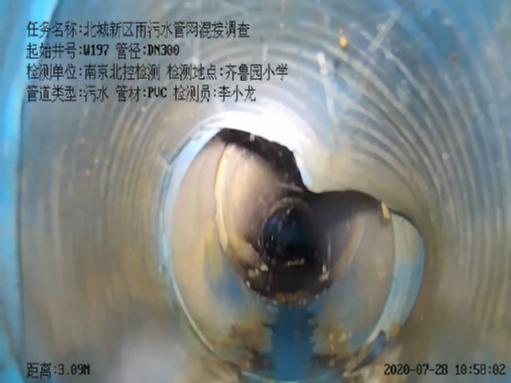 任务名称:北城新区雨污水管网混接调查
起始井号:W197 管径:DN300
检测单位:南京北控检测 检测地点:齐鲁园小学
管道类型:污水 管材:PVC 检测员:李小龙
距离:3.09M
2020-07-28 10:58:02